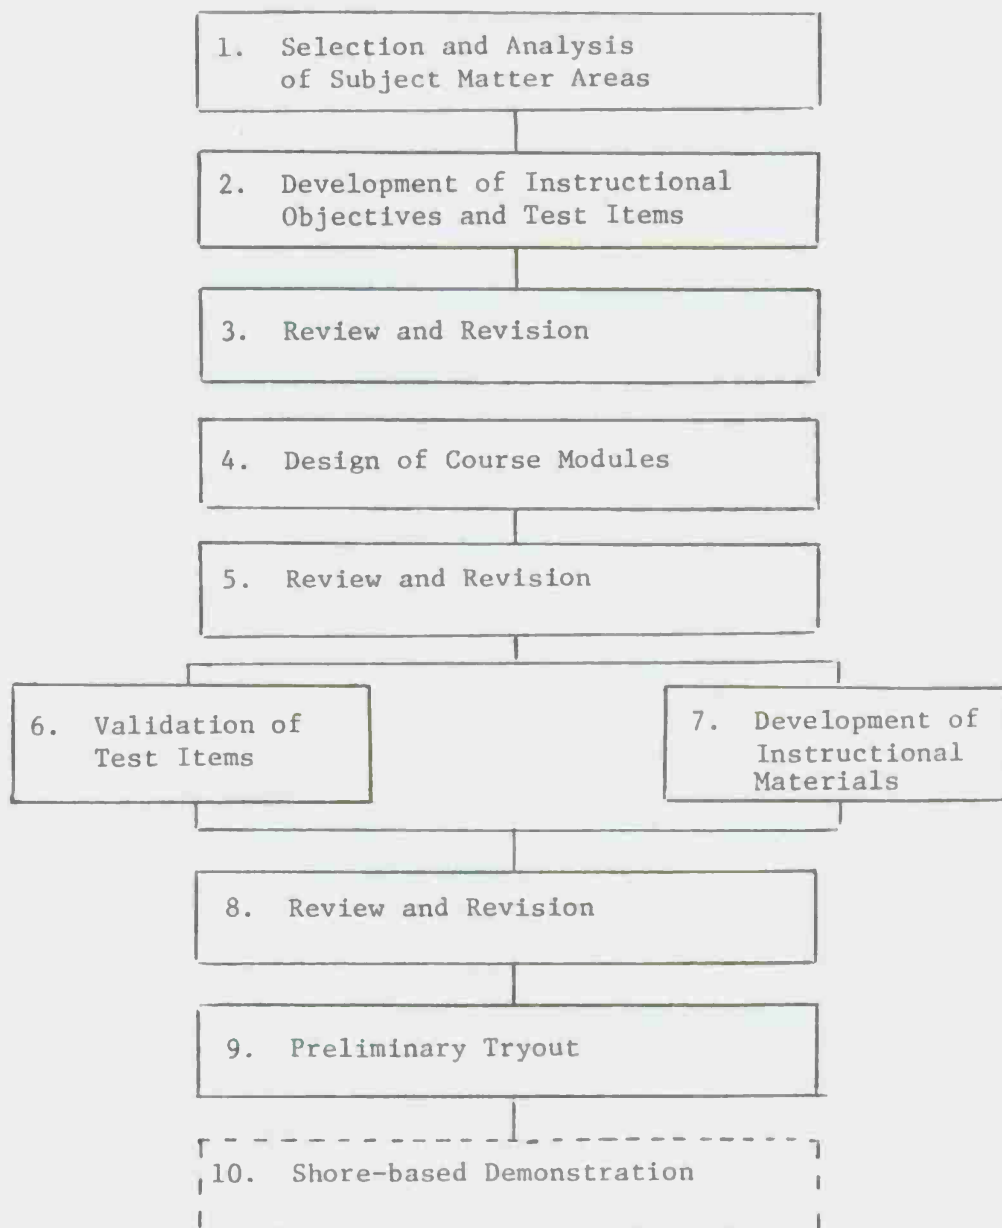 1. Selection and Analysis
of Subject Matter Areas
2. Development of Instructional
Objectives and Test Items
3. Review and Revision
4. Design of Course Modules
5. Review and Revision
6. Validation of
Test Items
7. Development of
Instructional
Materials
8. Review and Revision
9. Preliminary Tryout
10. Shore-based Demonstration